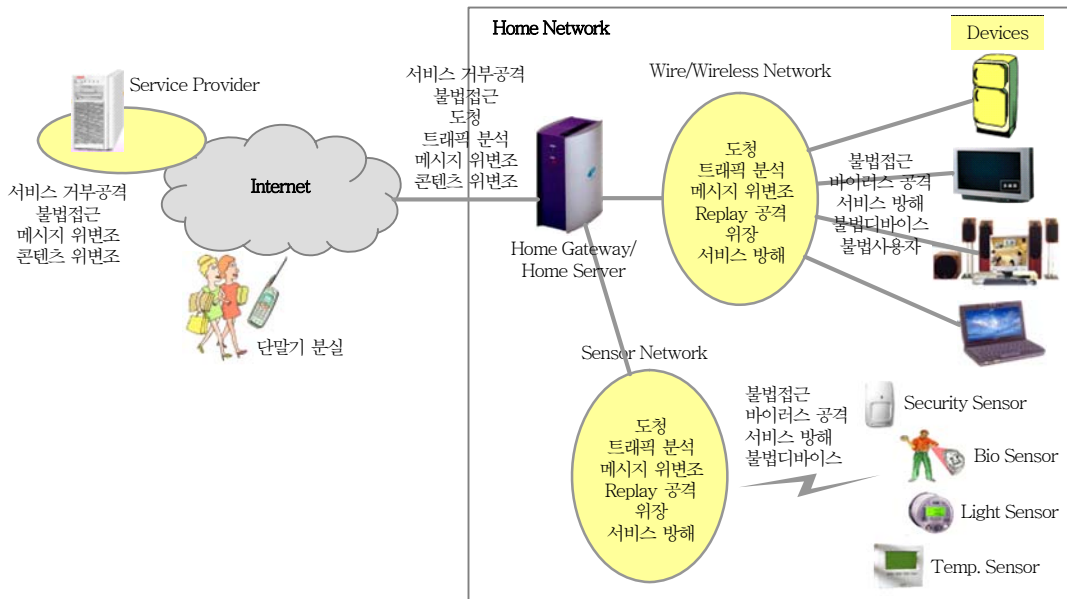 Home Network
Devices
Service Provider
서비스 거부공격
불법접근
도청
트래픽 분석
메시지 위변조
콘텐츠 위변조
Wire/Wireless Network
Internet
서비스 거부공격
불법접근
메시지 위변조
콘텐츠 위변조
단말기 분실
Home Gateway/
Home Server
도청
트래픽 분석
메시지 위변조
Replay 공격
위장
서비스 방해
불법접근
바이러스 공격
서비스 방해
불법디바이스
불법사용자
Sensor Network
도청
트래픽 분석
메시지 위변조
Replay 공격
위장
서비스 방해
불법접근
바이러스 공격
서비스 방해
불법디바이스
Security Sensor
Bio Sensor
Light Sensor
Temp. Sensor